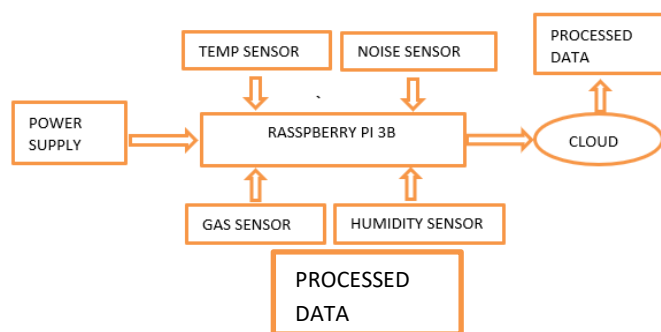 PROCESSED
DATA
TEMP SENSOR
NOISE SENSOR
`
POWER
SUPPLY
RASSPBERRY PI 3B
CLOUD
GAS SENSOR
HUMIDITY SENSOR
PROCESSED
DATA